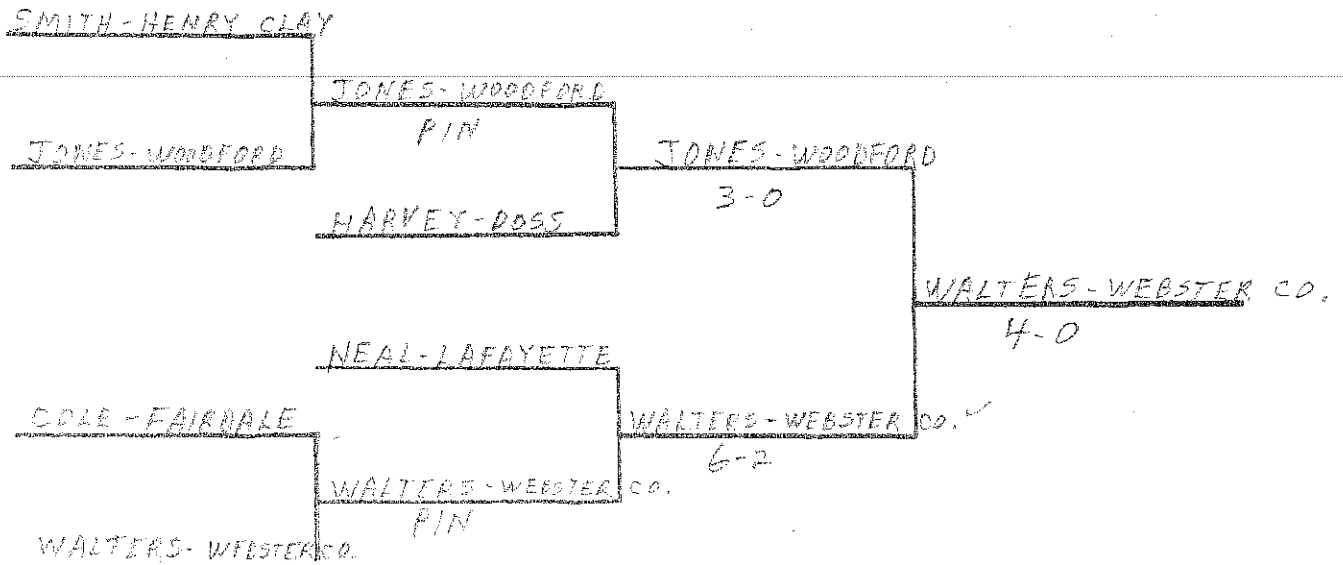 SMITH-HENRY CLAY
JONES-WOODFORD
PIN
JONES-WOODFORD
JONES-WOODFORD
3-0
HARVEY-DOSS
WALTERS-WEBSTER CO.
4-0
NEAL-LAFAYETTE
COLE-FAIRDALE
WALTERS-WEBSTER CO.
6-2
WALTERS-WEBSTER CO.
PIN
WALTERS-WEBSTER CO.